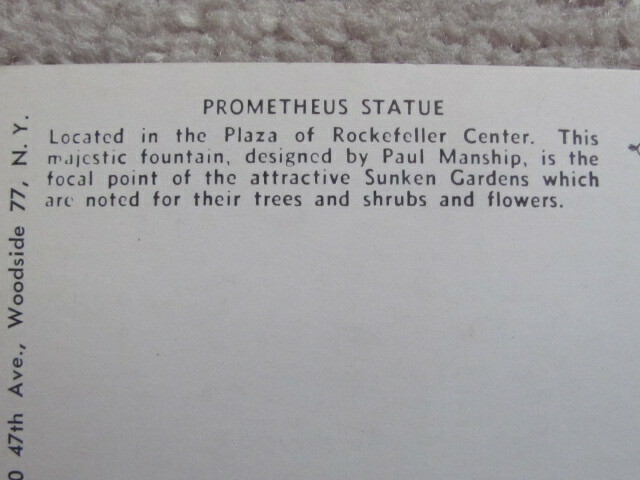 PROMETHEUS STATUE
Located in the Plaza of Rockefeller Center. This
majestic fountain, designed by Paul Manship, is the
focal point of the attractive Sunken Gardens which
are noted for their trees and shrubs and flowers.
0 47th Ave., Woodside 77, N. Y.